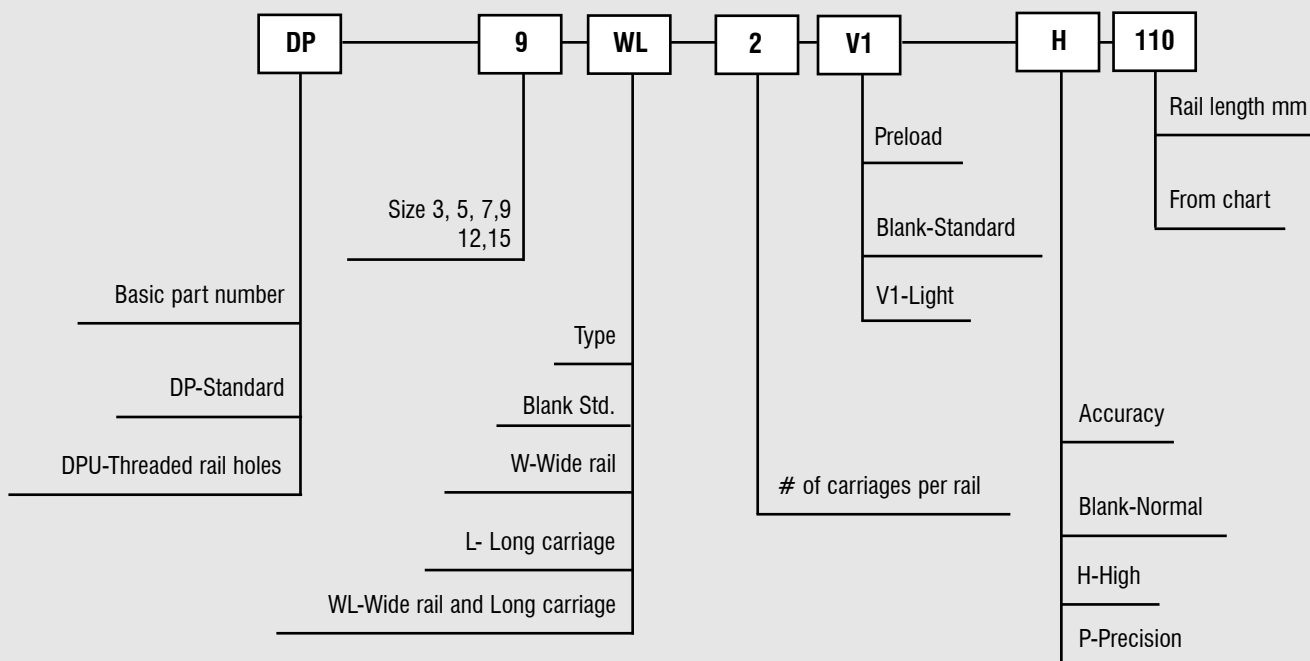 DP 9 WL 2 V1 H 110
Rail length mm
From chart
Preload
Blank-Standard
V1-Light
Size 3, 5, 7,9
12,15
Basic part number
DP-Standard
DPU-Threaded rail holes
Type
Blank Std.
W-Wide rail
L- Long carriage
WL-Wide rail and Long carriage
# of carriages per rail
Accuracy
Blank-Normal
H-High
P-Precision